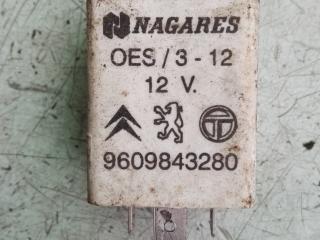 NAGARES
OES / 3 - 12
12 V.
9609843280